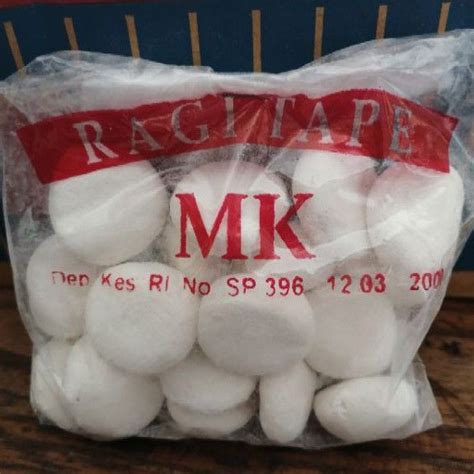 RAGI TAPE
MK
Dep Kes RI No SP 396 12 03